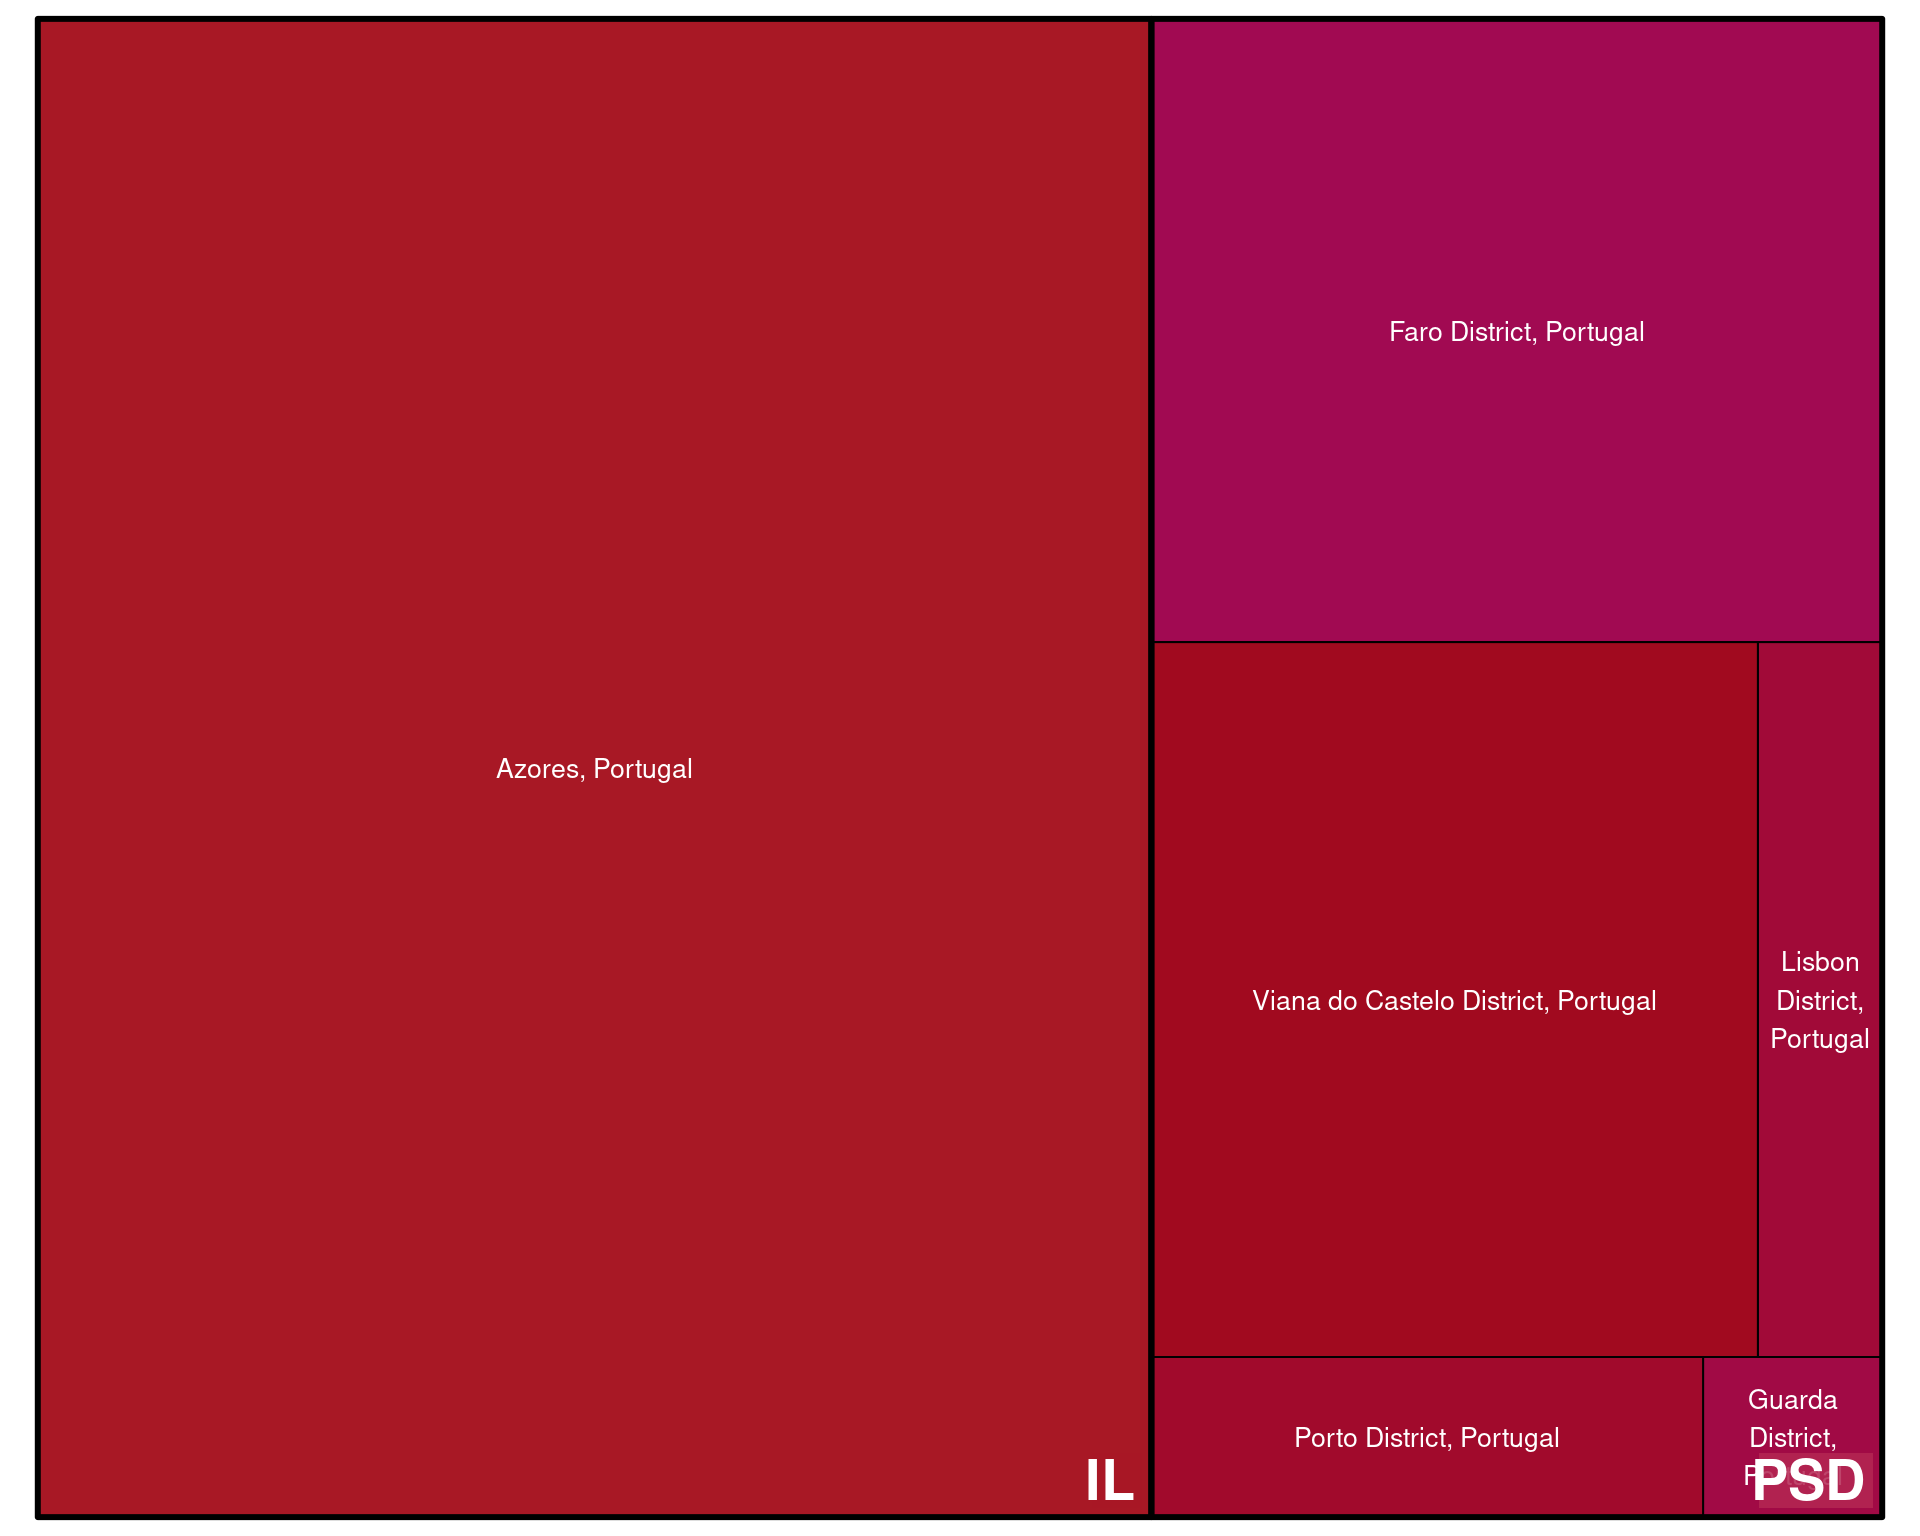 Azores, Portugal
IL
Faro District, Portugal
Viana do Castelo District, Portugal
Lisbon
District,
Portugal
Porto District, Portugal
Guarda
District,
PSD